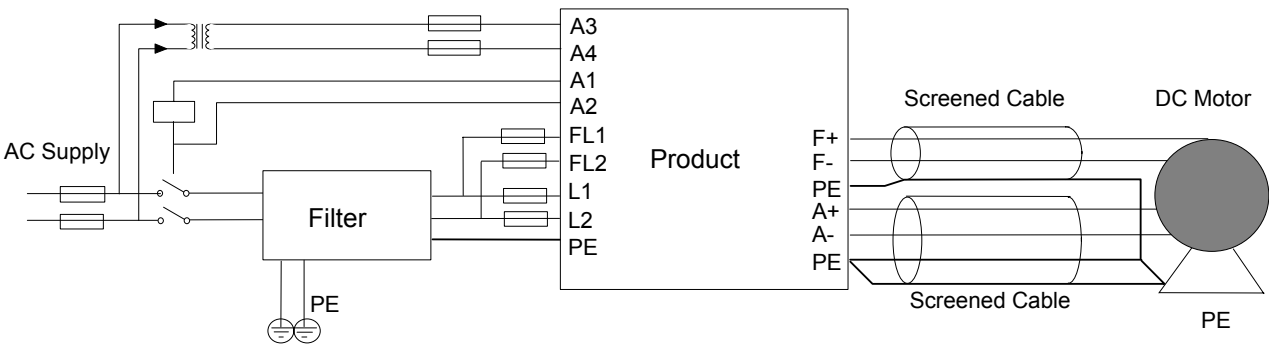 A3
A4
A1
A2
FL1
FL2
L1
L2
PE
AC Supply
Filter
PE
Product
F+
F-
PE
A+
A-
PE
Screened Cable
Screened Cable
DC Motor
PE